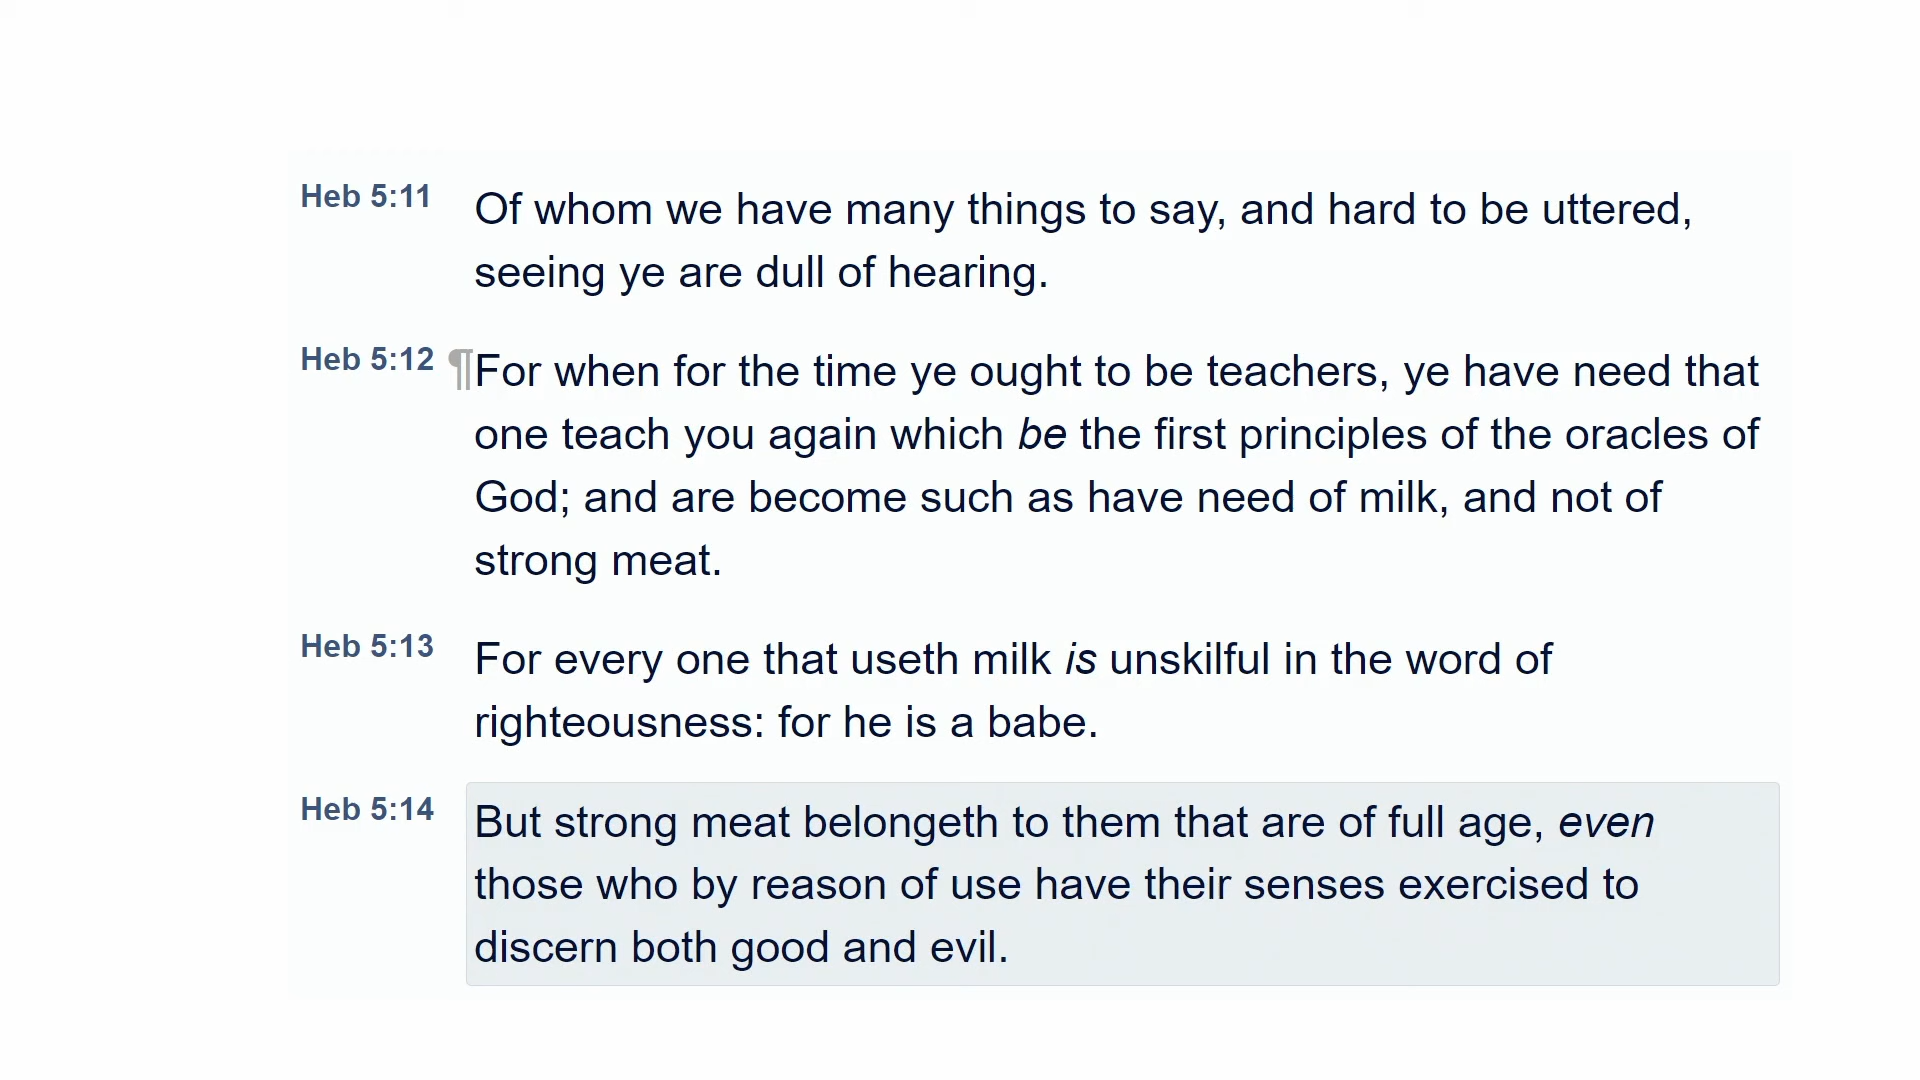 Heb 5:11 Of whom we have many things to say, and hard to be uttered,
seeing ye are dull of hearing.
Heb 5:12 ¶For when for the time ye ought to be teachers, ye have need that
one teach you again which be the first principles of the oracles of
God; and are become such as have need of milk, and not of
strong meat.
Heb 5:13 For every one that useth milk is unskilful in the word of
righteousness: for he is a babe.
Heb 5:14 But strong meat belongeth to them that are of full age, even
those who by reason of use have their senses exercised to
discern both good and evil.